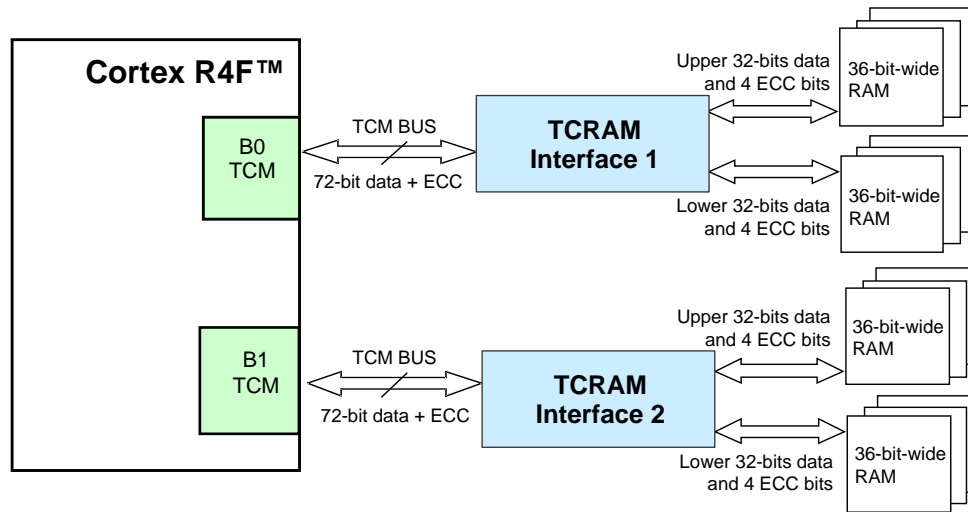 Cortex R4F™
B0
TCM
TCM BUS
72-bit data + ECC
TCRAM
Interface 1
Upper 32-bits data
and 4 ECC bits
36-bit-wide
RAM
Lower 32-bits data
and 4 ECC bits
36-bit-wide
RAM
B1
TCM
TCM BUS
72-bit data + ECC
TCRAM
Interface 2
Upper 32-bits data
and 4 ECC bits
36-bit-wide
RAM
Lower 32-bits data
and 4 ECC bits
36-bit-wide
RAM